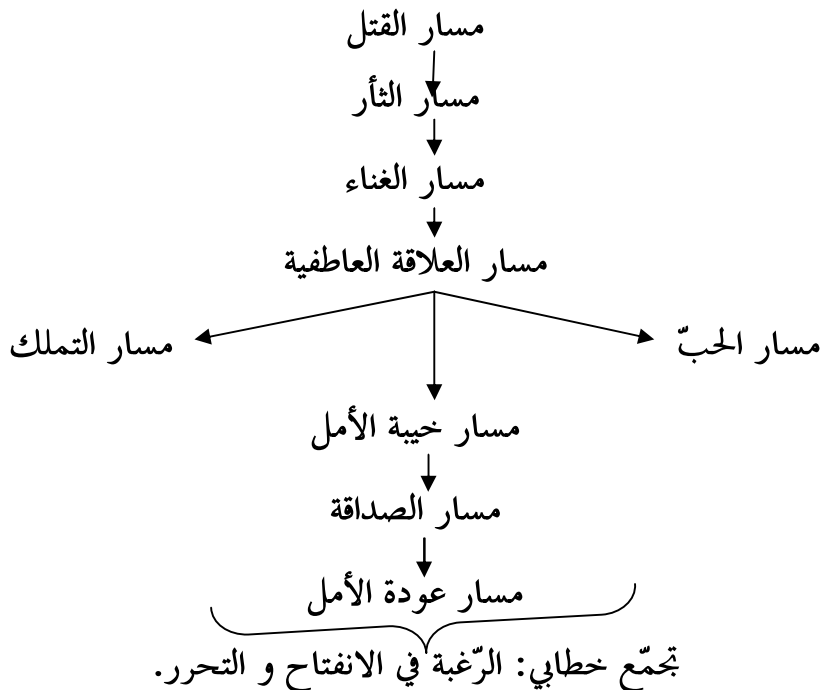 مسار القتل
مسار الثأر
مسار الغناء
مسار العلاقة العاطفية
مسار الحبّ
مسار التملك
مسار خيبة الأمل
مسار الصداقة
مسار عودة الأمل
تجمّع خطابي: الرّغبة في الانفتاح و التحرر.